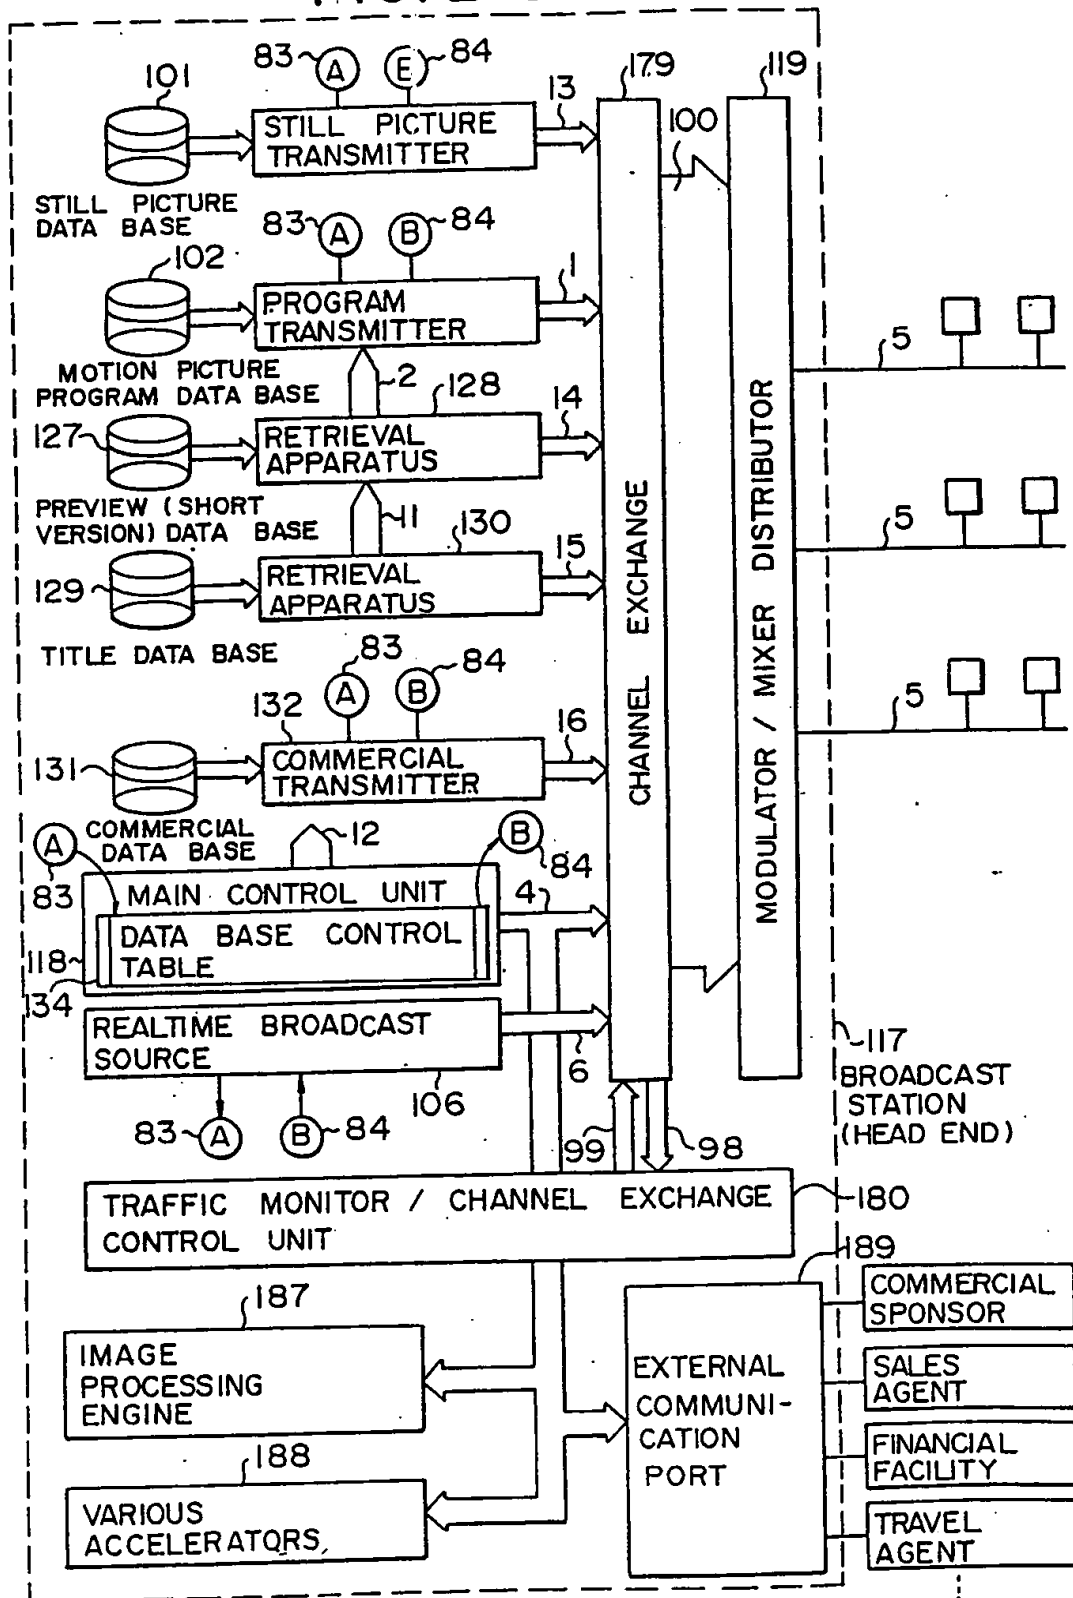 83
A
E
84
179
119
101
13
100
STILL PICTURE
TRANSMITTER
STILL PICTURE
DATA BASE
83
A
B
84
102
1
PROGRAM
TRANSMITTER
MOTION PICTURE
PROGRAM DATA BASE
2
128
14
5
127
RETRIEVAL
APPARATUS
PREVIEW (SHORT
VERSION) DATA BASE
11
130
15
5
129
RETRIEVAL
APPARATUS
TITLE DATA BASE
83
A
B
84
132
16
5
131
COMMERCIAL
TRANSMITTER
COMMERCIAL
DATA BASE
CHANNEL EXCHANGE
MODULATOR / MIXER DISTRIBUTOR
A
83
12
B
84
MAIN CONTROL UNIT
4
DATA BASE CONTROL
TABLE
118
134
REALTIME BROADCAST
SOURCE
6
106
83
A
B
84
99
98
117
BROADCAST
STATION
(HEAD END)
TRAFFIC MONITOR / CHANNEL EXCHANGE
CONTROL UNIT
180
187
189
IMAGE
PROCESSING
ENGINE
EXTERNAL
COMMUNI-
CATION
PORT
COMMERCIAL
SPONSOR
SALES
AGENT
FINANCIAL
FACILITY
TRAVEL
AGENT
188
VARIOUS
ACCELERATORS,